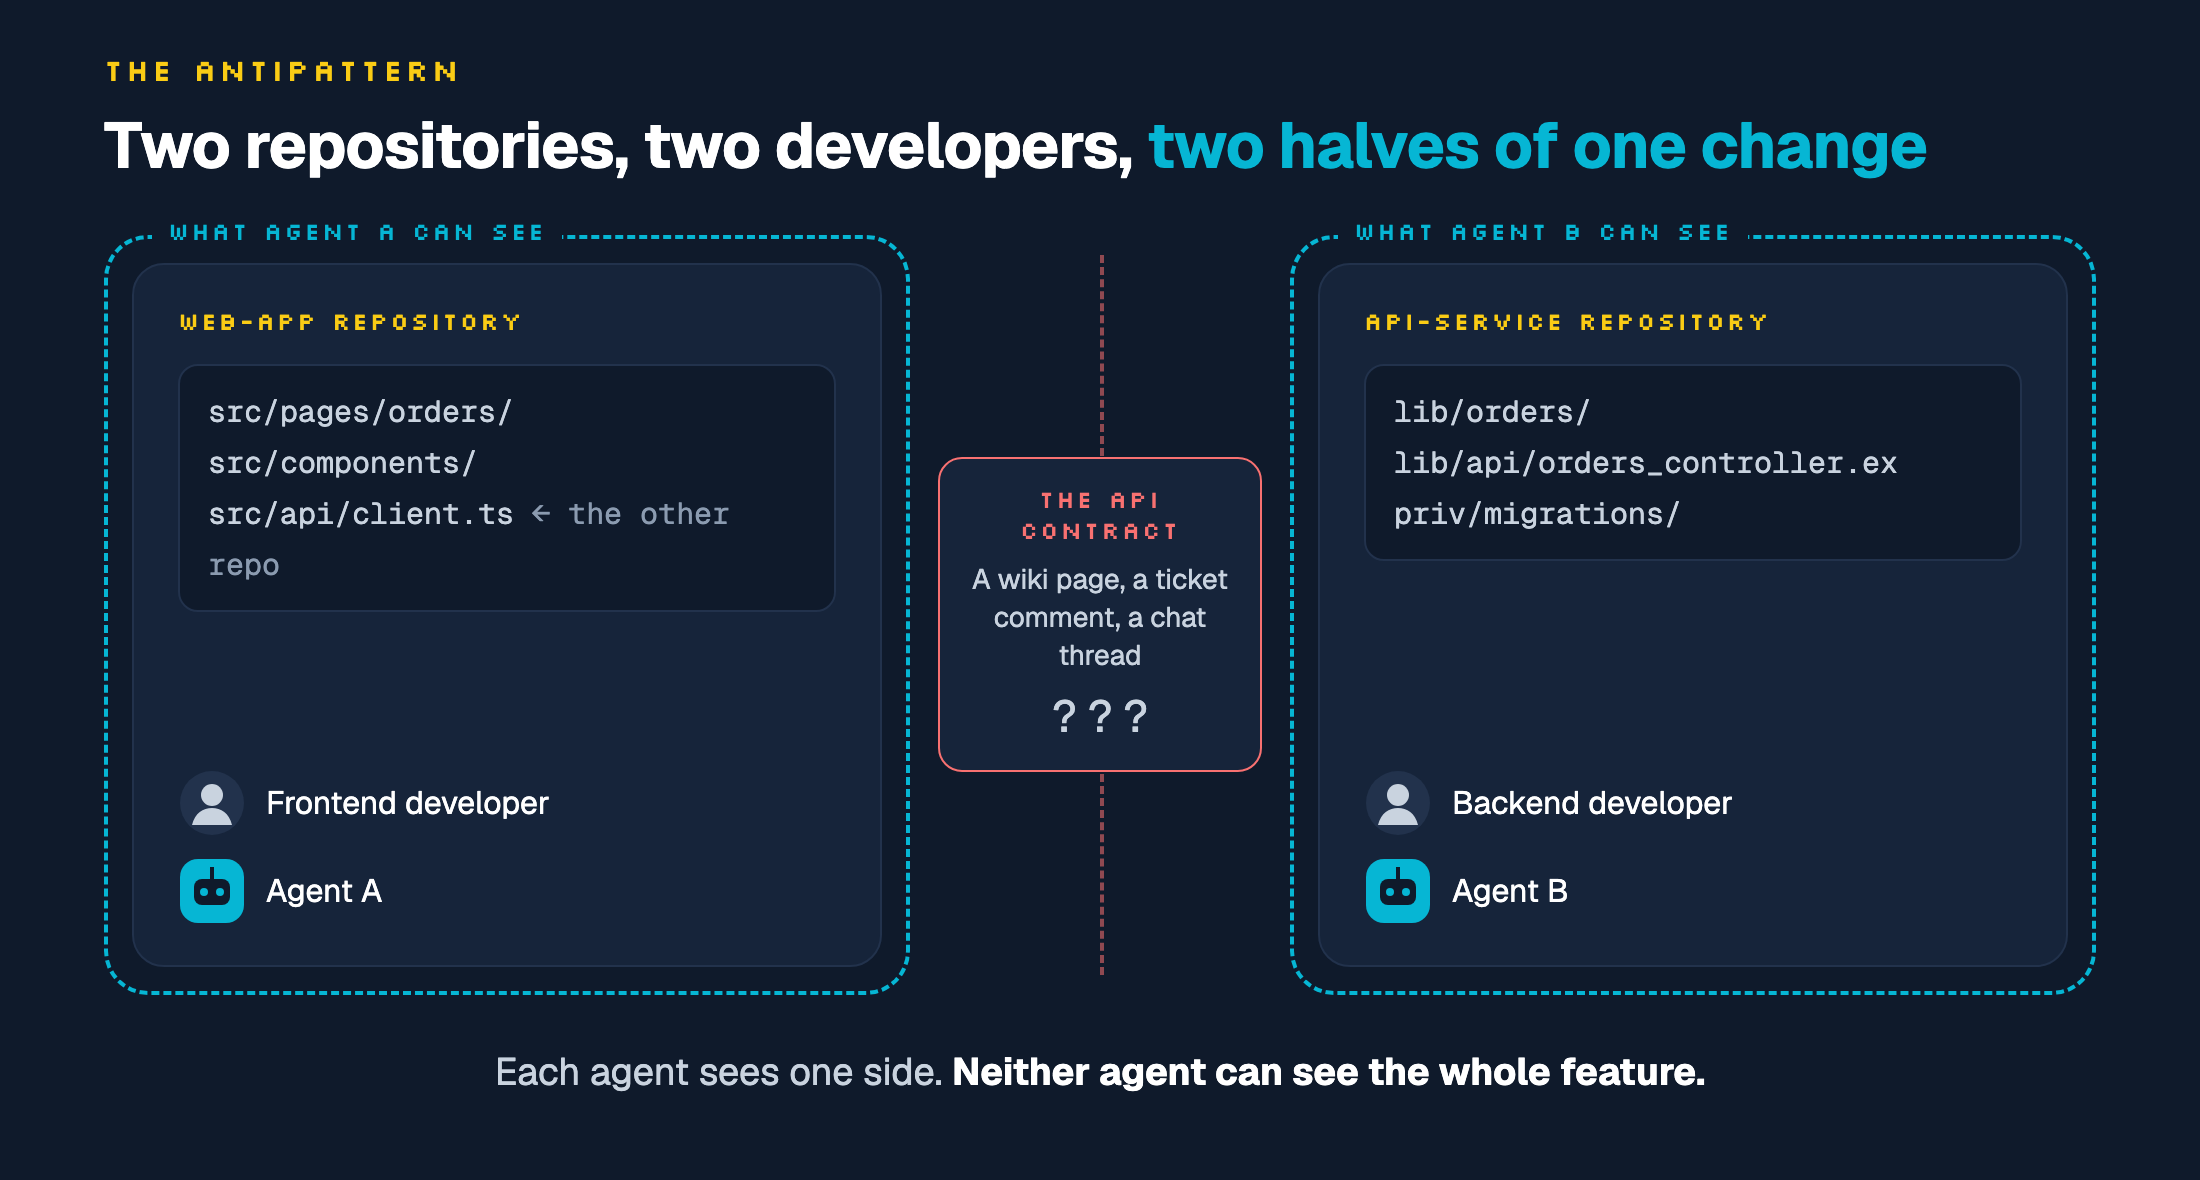 THE ANTIPATTERN
Two repositories, two developers, two halves of one change
WHAT AGENT A CAN SEE
WEB-APP REPOSITORY
src/pages/orders/
src/components/
src/api/client.ts ← the other
repo
Frontend developer
Agent A
THE API
CONTRACT
A wiki page, a ticket
comment, a chat
thread
???
WHAT AGENT B CAN SEE
API-SERVICE REPOSITORY
lib/orders/
lib/api/orders_controller.ex
priv/migrations/
Backend developer
Agent B
Each agent sees one side. Neither agent can see the whole feature.